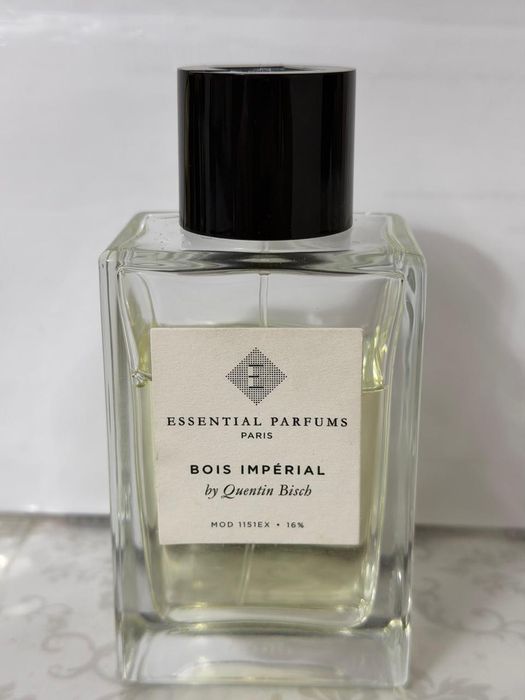 E
ESSENTIAL PARFUMS
PARIS
BOIS IMPÉRIAL
by Quentin Bisch
MOD 1151EX • 16%